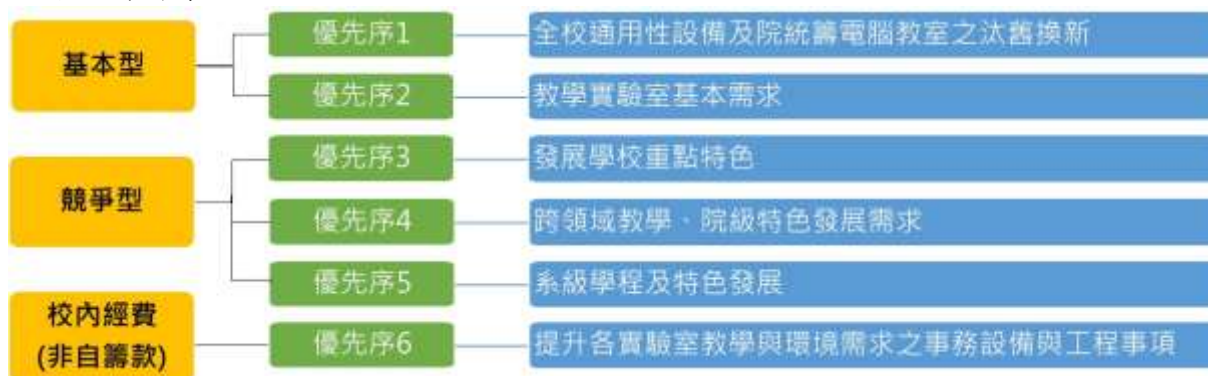 基本型
優先序1
全校通用性設備及院統籌電腦教室之汰舊換新
優先序2
教學實驗室基本需求
競爭型
優先序3
發展學校重點特色
優先序4
跨領域教學、院級特色發展需求
優先序5
系級學程及特色發展
校內經費
(非自籌款)
優先序6
提升各實驗室教學與環境需求之事務設備與工程事項